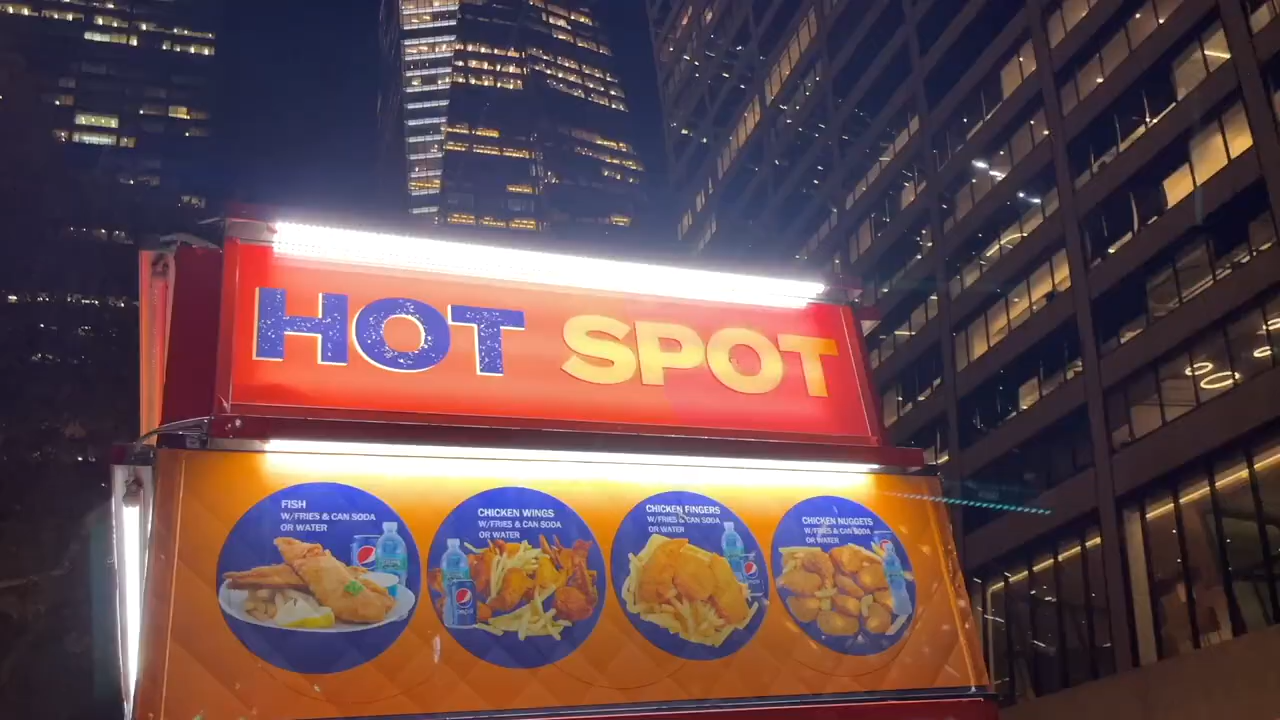 HOT SPOT
FISH
W/FRIES & CAN SODA
OR WATER
CHICKEN WINGS
W/FRIES & CAN SODA
OR WATER
CHICKEN FINGERS
W/FRIES & CAN SODA
OR WATER
CHICKEN NUGGETS
W/FRIES & CAN SODA
OR WATER
pepsi